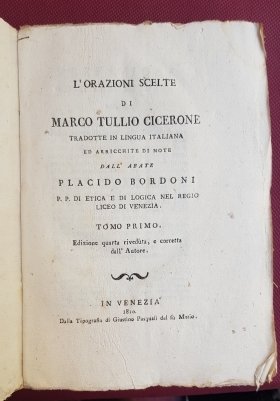 L'ORAZIONI SCELTE
DI
MARCO TULLIO CICERONE
TRADOTTE IN LINGUA ITALIANA
ED ARRICCHITE DI NOTE
DALL' ABATE
PLACIDO BORDONI
P. P. DI ETICA E DI LOGICA NEL REGIO
LICEO DI VENEZIA.
TOMO PRIMO.
Edizione quarta riveduta, e corretta
dall' Autore.
IN VENEZIA
1810.
Dalla Tipografia di Giustino Pasquali del fù Mario.